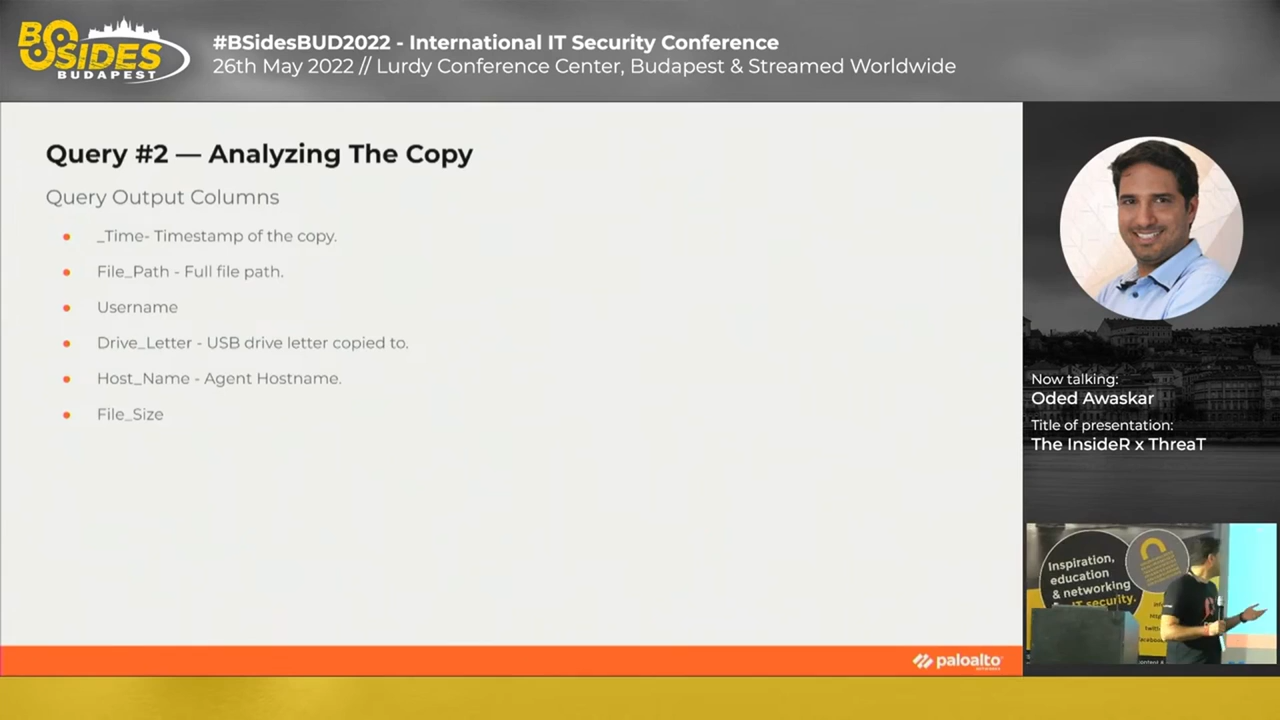 BSIDES
BUDAPEST
#BSidesBUD2022 - International IT Security Conference
26th May 2022 // Lurdy Conference Center, Budapest & Streamed Worldwide
Query #2 — Analyzing The Copy
Query Output Columns
_Time- Timestamp of the copy.
File_Path - Full file path.
Username
Drive_Letter - USB drive letter copied to.
Host_Name - Agent Hostname.
File_Size
paloalto
Now talking:
Oded Awaskar
Title of presentation:
The InsideR x ThreaT
Inspiration,
education
& networking
IT security.